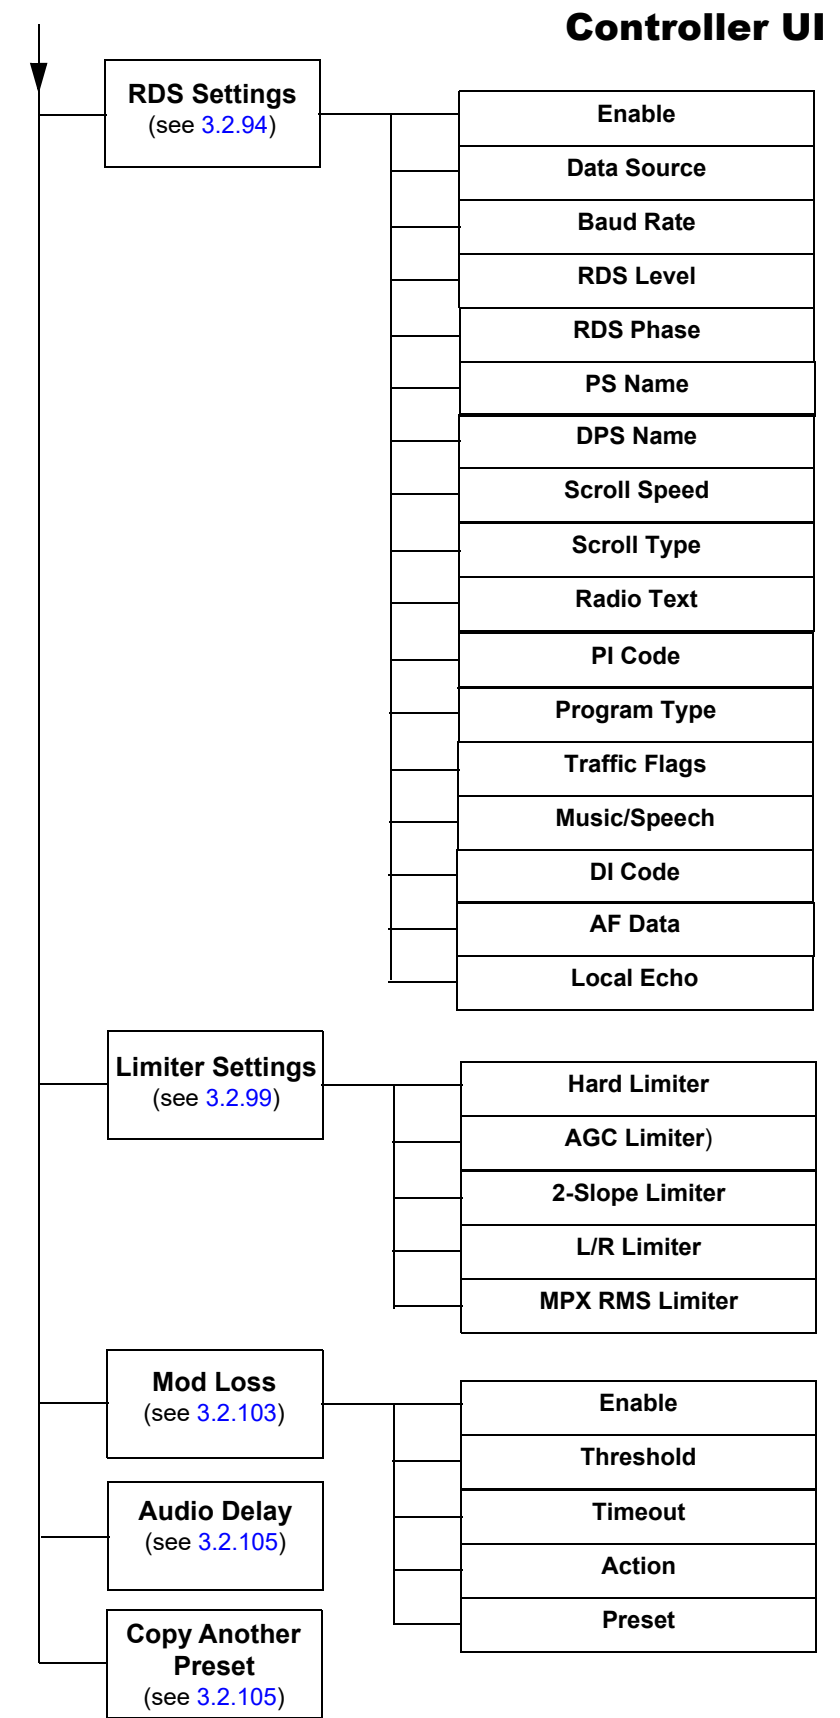 Controller UI
RDS Settings
(see 3.2.94)
Enable
Data Source
Baud Rate
RDS Level
RDS Phase
PS Name
DPS Name
Scroll Speed
Scroll Type
Radio Text
PI Code
Program Type
Traffic Flags
Music/Speech
DI Code
AF Data
Local Echo
Limiter Settings
(see 3.2.99)
Hard Limiter
AGC Limiter)
2-Slope Limiter
L/R Limiter
MPX RMS Limiter
Mod Loss
(see 3.2.103)
Enable
Threshold
Timeout
Action
Preset
Audio Delay
(see 3.2.105)
Copy Another
Preset
(see 3.2.105)